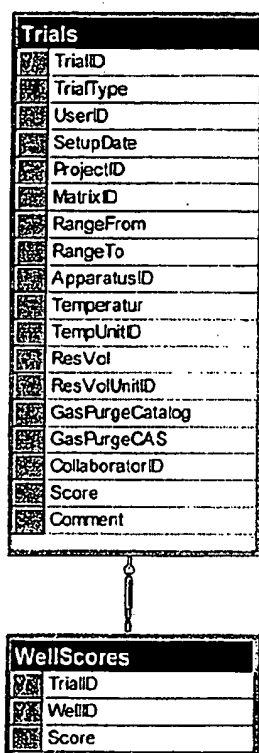 Trials
TrialID
TrialType
UserID
SetupDate
ProjectID
MatrixID
RangeFrom
RangeTo
ApparatusID
Temperatur
TempUnitID
ResVol
ResVolUnitID
GasPurgeCatalog
GasPurgeCAS
CollaboratorID
Score
Comment
WellScores
TrialID
WellID
Score